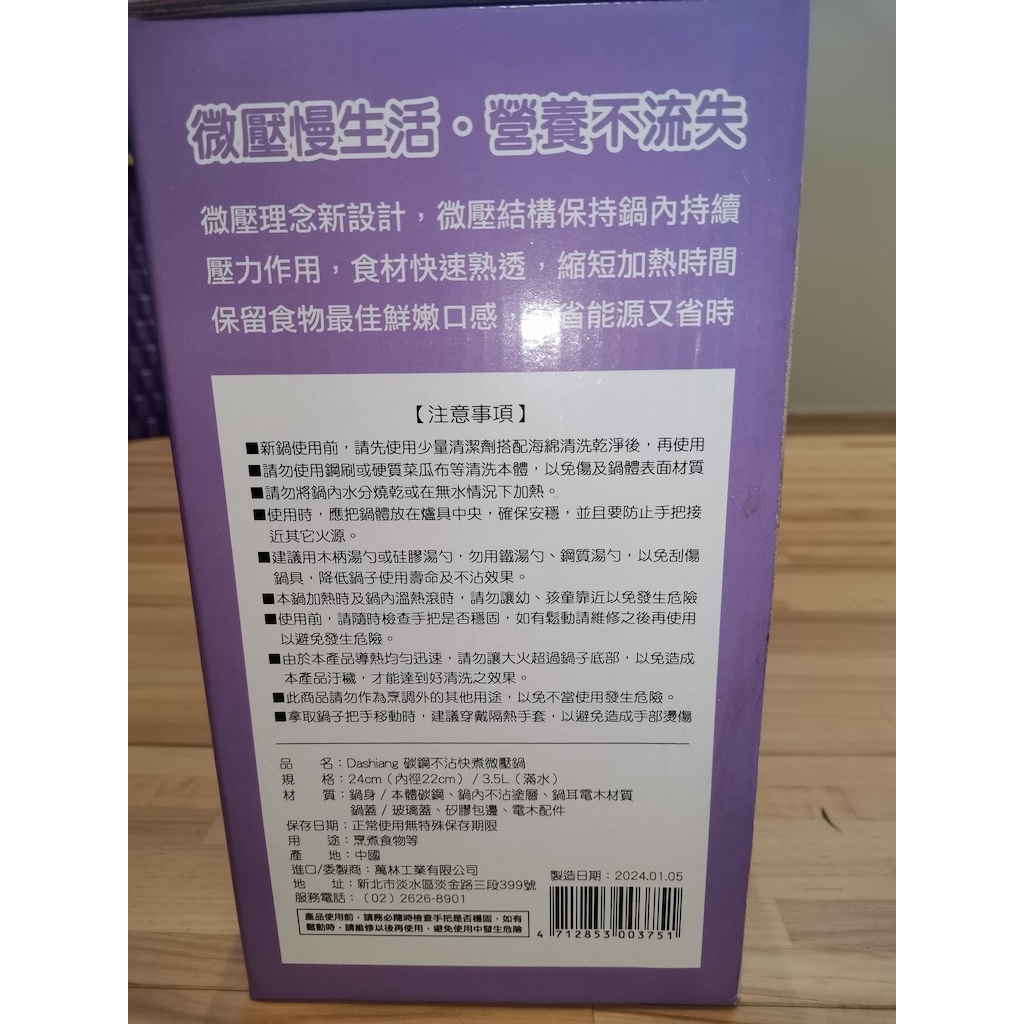 微壓慢生活・營養不流失
微壓理念新設計，微壓結構保持鍋內持續
壓力作用，食材快速熟透，縮短加熱時間
保留食物最佳鮮嫩口感，省能源又省時
【注意事項】
■新鍋使用前，請先使用少量清潔劑搭配海綿清洗乾淨後，再使用
■請勿使用鋼刷或硬質菜瓜布等清洗本體，以免傷及鍋體表面材質
■請勿將鍋內水分燒乾或在無水情況下加熱。
■使用時，應把鍋體放在爐具中央，確保安穩，並且要防止手把接
近其它火源。
■建議用木柄湯勺或硅膠湯勺，勿用鐵湯勺、鋼質湯勺，以免刮傷
鍋具，降低鍋子使用壽命及不沾效果。
■本鍋加熱時及鍋內溫熱滾時，請勿讓幼、孩童靠近以免發生危險
■使用前，請隨時檢查手把是否穩固，如有鬆動請維修之後再使用
以避免發生危險。
■由於本產品導熱均勻迅速，請勿讓大火超過鍋子底部，以免造成
本產品汙穢，才能達到好清洗之效果。
■此商品請勿作為烹調外的其他用途，以免不當使用發生危險。
■拿取鍋子把手移動時，建議穿戴隔熱手套，以避免造成手部燙傷
品　　名：Dashiang 碳鋼不沾快煮微壓鍋
規　　格：24cm（內徑22cm）/ 3.5L（滿水）
材　　質：鍋身 / 本體碳鋼、鍋內不沾塗層、鍋耳電木材質
鍋蓋 / 玻璃蓋、矽膠包邊、電木配件
保存日期：正常使用無特殊保存期限
用　　途：烹煮食物等
產　　地：中國
進口/委製商：萬林工業有限公司
地　　址：新北市淡水區淡金路三段399號
服務電話：（02）2626-8901
製造日期：2024.01.05
產品使用前，請務必隨時檢查手把是否穩固，如有
鬆動時，請維修以後再使用，避免使用中發生危險
4 712853 003751